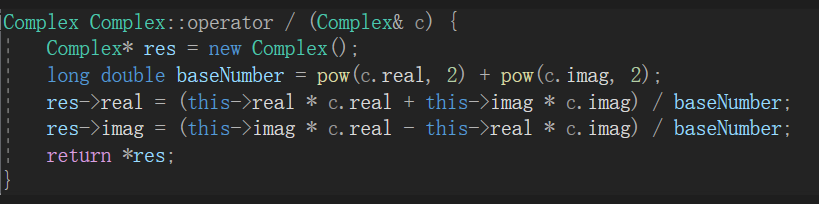 Complex Complex::operator / (Complex& c) {
    Complex* res = new Complex();
    long double baseNumber = pow(c.real, 2) + pow(c.imag, 2);
    res->real = (this->real * c.real + this->imag * c.imag) / baseNumber;
    res->imag = (this->imag * c.real - this->real * c.imag) / baseNumber;
    return *res;
}